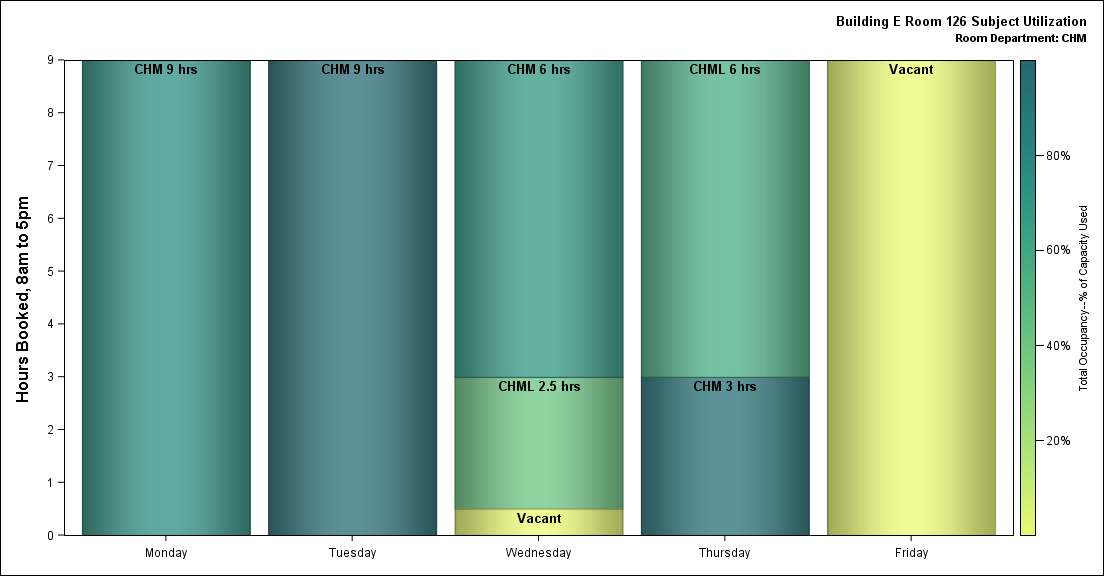 Building E Room 126 Subject Utilization
Room Department: CHM
Hours Booked, 8am to 5pm
9
8
7
6
5
4
3
2
1
0
CHM 9 hrs
CHM 9 hrs
CHM 6 hrs
CHML 2.5 hrs
Vacant
CHML 6 hrs
CHM 3 hrs
Vacant
Monday
Tuesday
Wednesday
Thursday
Friday
80%
60%
40%
20%
Total Occupancy--% of Capacity Used